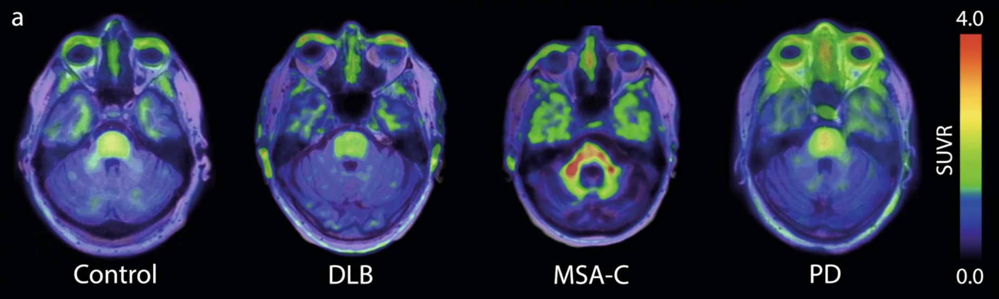 a
4.0
SUVR
Control
DLB
MSA-C
PD
0.0